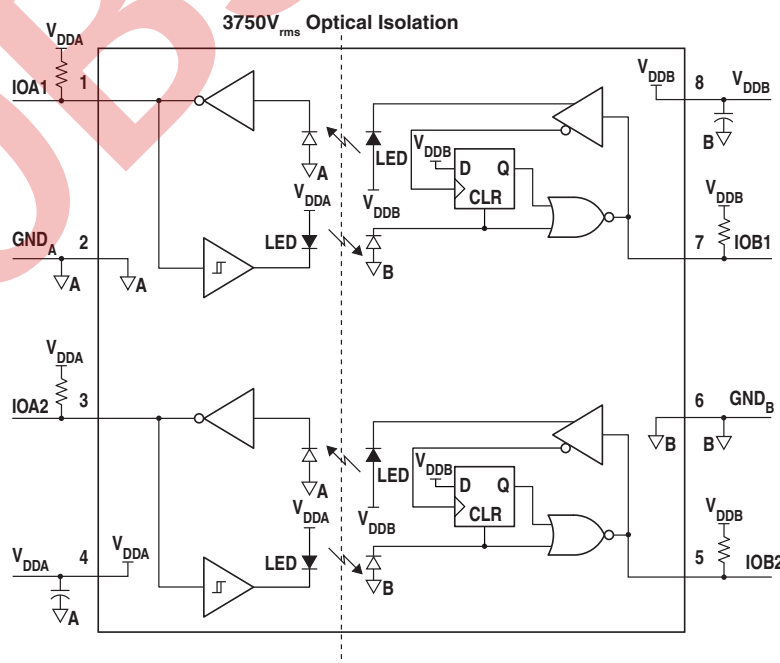 3750Vrms Optical Isolation
VDDA
IOA1
1
A
LED
VDDB
VDDB
D
Q
CLR
VDDB
8
VDDB
B
VDDA
LED
B
VDDB
7
IOB1
GNDA
2
A
A
VDDA
IOA2
3
A
LED
VDDB
VDDB
D
Q
CLR
6
GNDB
B
B
VDDA
LED
B
VDDB
5
IOB2
VDDA
4
VDDA
A